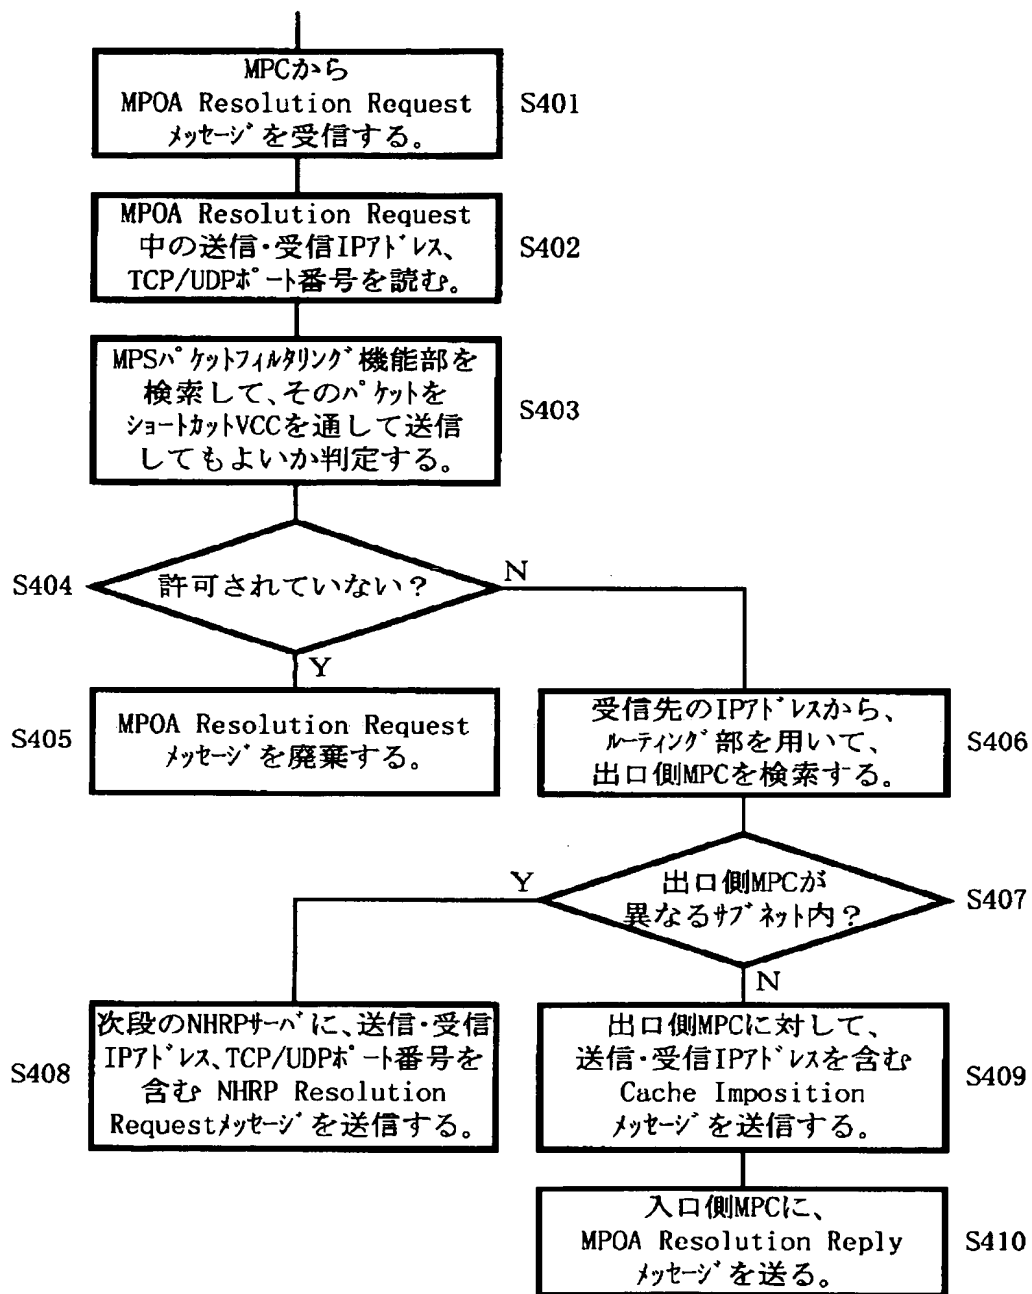 MPCから
MPOA Resolution Request
ﾒｯｾｰｼﾞを受信する。
S401
MPOA Resolution Request
中の送信・受信IPｱﾄﾞﾚｽ、
TCP/UDPﾎﾟｰﾄ番号を読む。
S402
MPSﾊﾟｹｯﾄﾌｨﾙﾀﾘﾝｸﾞ機能部を
検索して、そのﾊﾟｹｯﾄを
ｼｮｰﾄｶｯﾄVCCを通して送信
してもよいか判定する。
S403
S404
許可されていない？
N
Y
S405
MPOA Resolution Request
ﾒｯｾｰｼﾞを廃棄する。
受信先のIPｱﾄﾞﾚｽから、
ﾙｰﾃｨﾝｸﾞ部を用いて、
出口側MPCを検索する。
S406
Y
出口側MPCが
異なるｻﾌﾞﾈｯﾄ内？
S407
N
S408
次段のNHRPｻｰﾊﾞに、送信・受信
IPｱﾄﾞﾚｽ、TCP/UDPﾎﾟｰﾄ番号を
含む NHRP Resolution
Requestﾒｯｾｰｼﾞを送信する。
出口側MPCに対して、
送信・受信IPｱﾄﾞﾚｽを含む
Cache Imposition
ﾒｯｾｰｼﾞを送信する。
S409
入口側MPCに、
MPOA Resolution Reply
ﾒｯｾｰｼﾞを送る。
S410